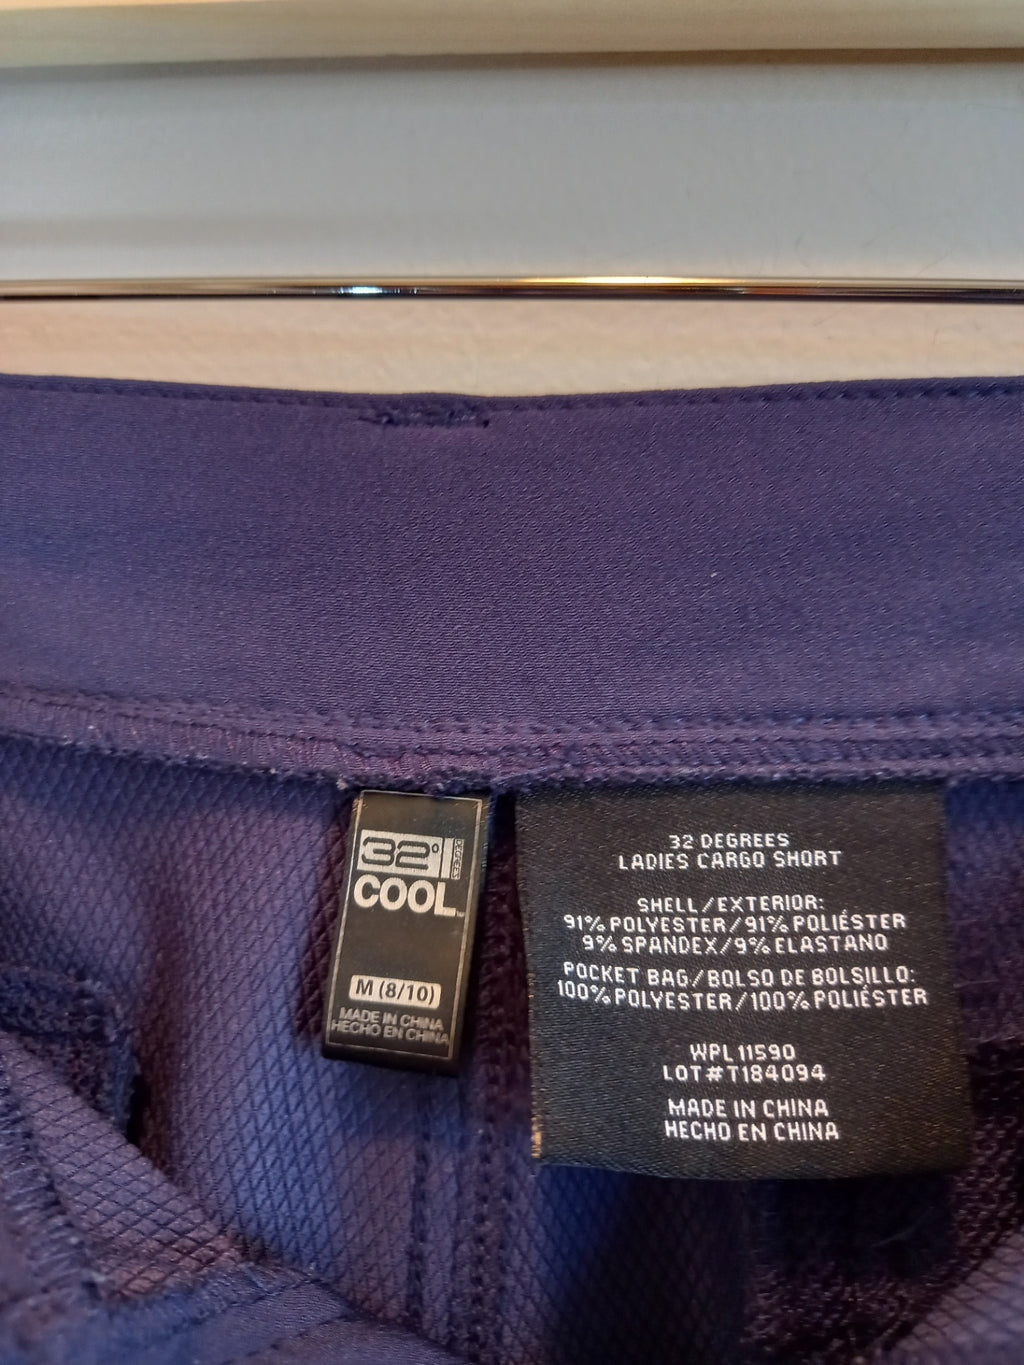 32° DEGREES
COOL™
M (8/10)
MADE IN CHINA
HECHO EN CHINA
32 DEGREES
LADIES CARGO SHORT
SHELL/EXTERIOR:
91% POLYESTER/91% POLIÉSTER
9% SPANDEX/9% ELASTANO
POCKET BAG/BOLSO DE BOLSILLO:
100% POLYESTER/100% POLIÉSTER
WPL 11590
LOT#T184094
MADE IN CHINA
HECHO EN CHINA